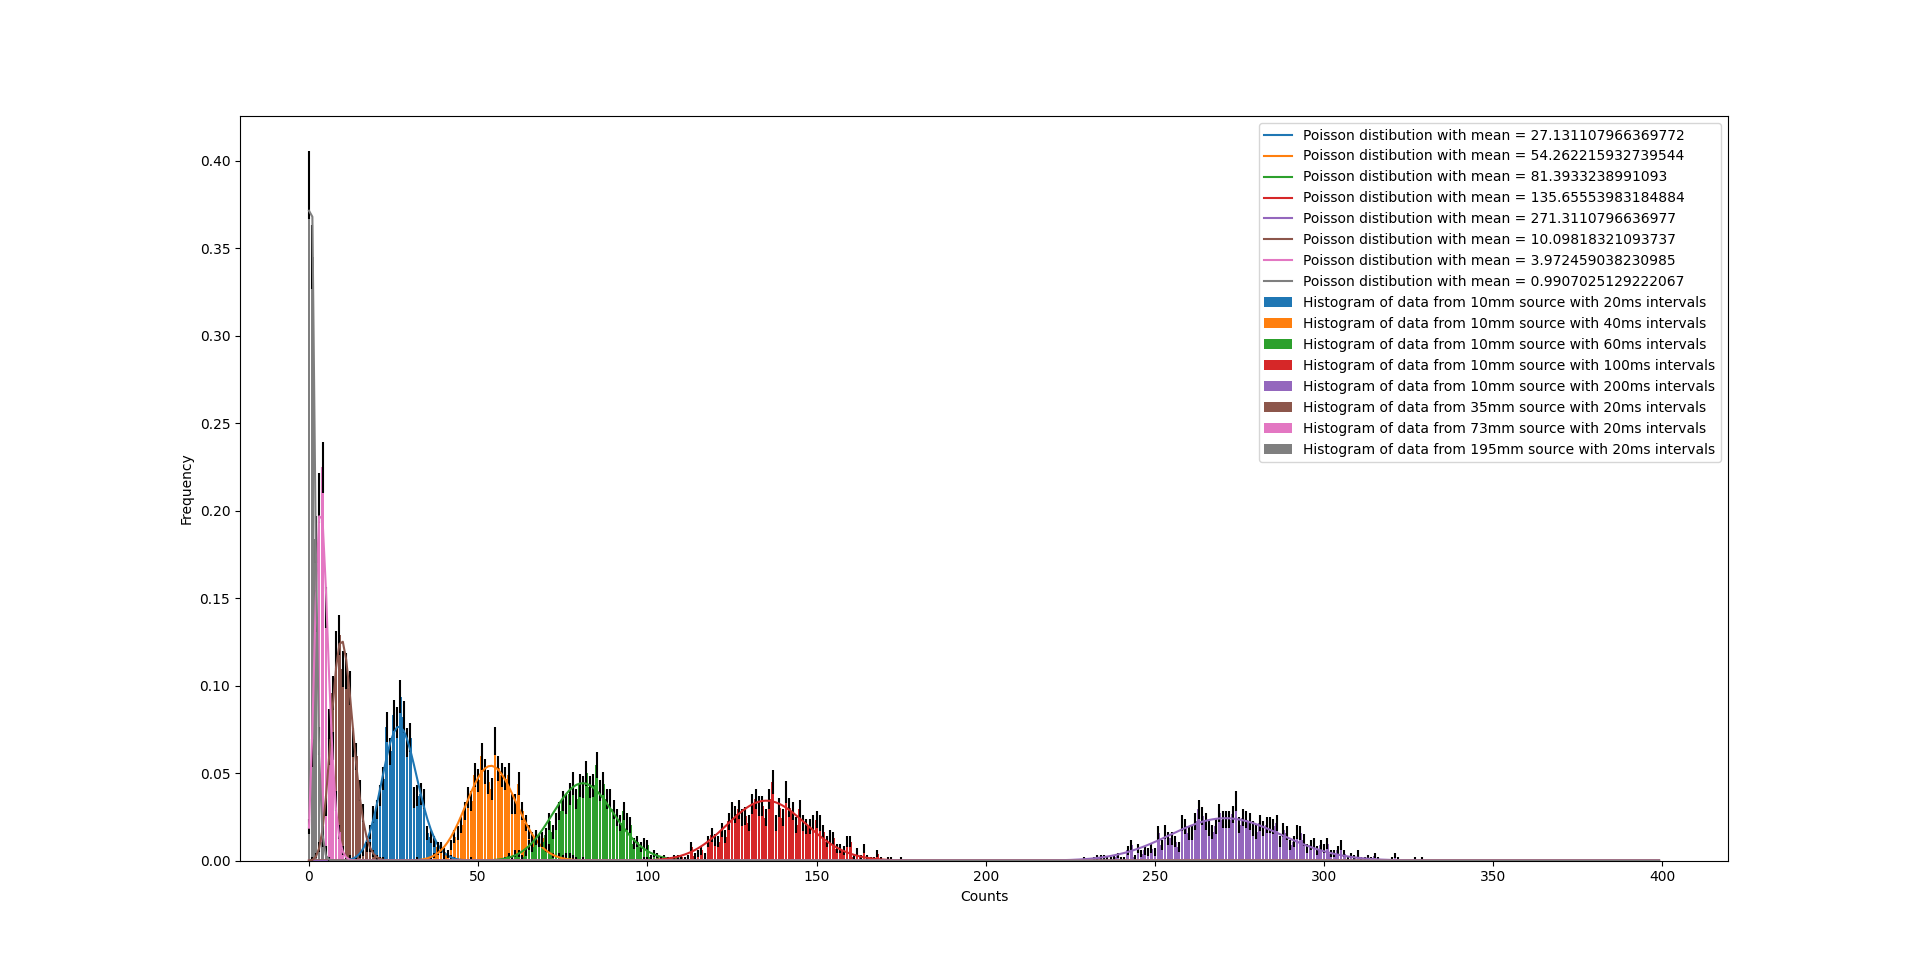 0.40
0.35
0.30
0.25
0.20
0.15
0.10
0.05
0.00
Frequency
0
50
100
150
200
250
300
350
400
Counts
Poisson distibution with mean = 27.131107966369772
Poisson distibution with mean = 54.262215932739544
Poisson distibution with mean = 81.3933238991093
Poisson distibution with mean = 135.65553983184884
Poisson distibution with mean = 271.3110796636977
Poisson distibution with mean = 10.09818321093737
Poisson distibution with mean = 3.972459038230985
Poisson distibution with mean = 0.9907025129222067
Histogram of data from 10mm source with 20ms intervals
Histogram of data from 10mm source with 40ms intervals
Histogram of data from 10mm source with 60ms intervals
Histogram of data from 10mm source with 100ms intervals
Histogram of data from 10mm source with 200ms intervals
Histogram of data from 35mm source with 20ms intervals
Histogram of data from 73mm source with 20ms intervals
Histogram of data from 195mm source with 20ms intervals